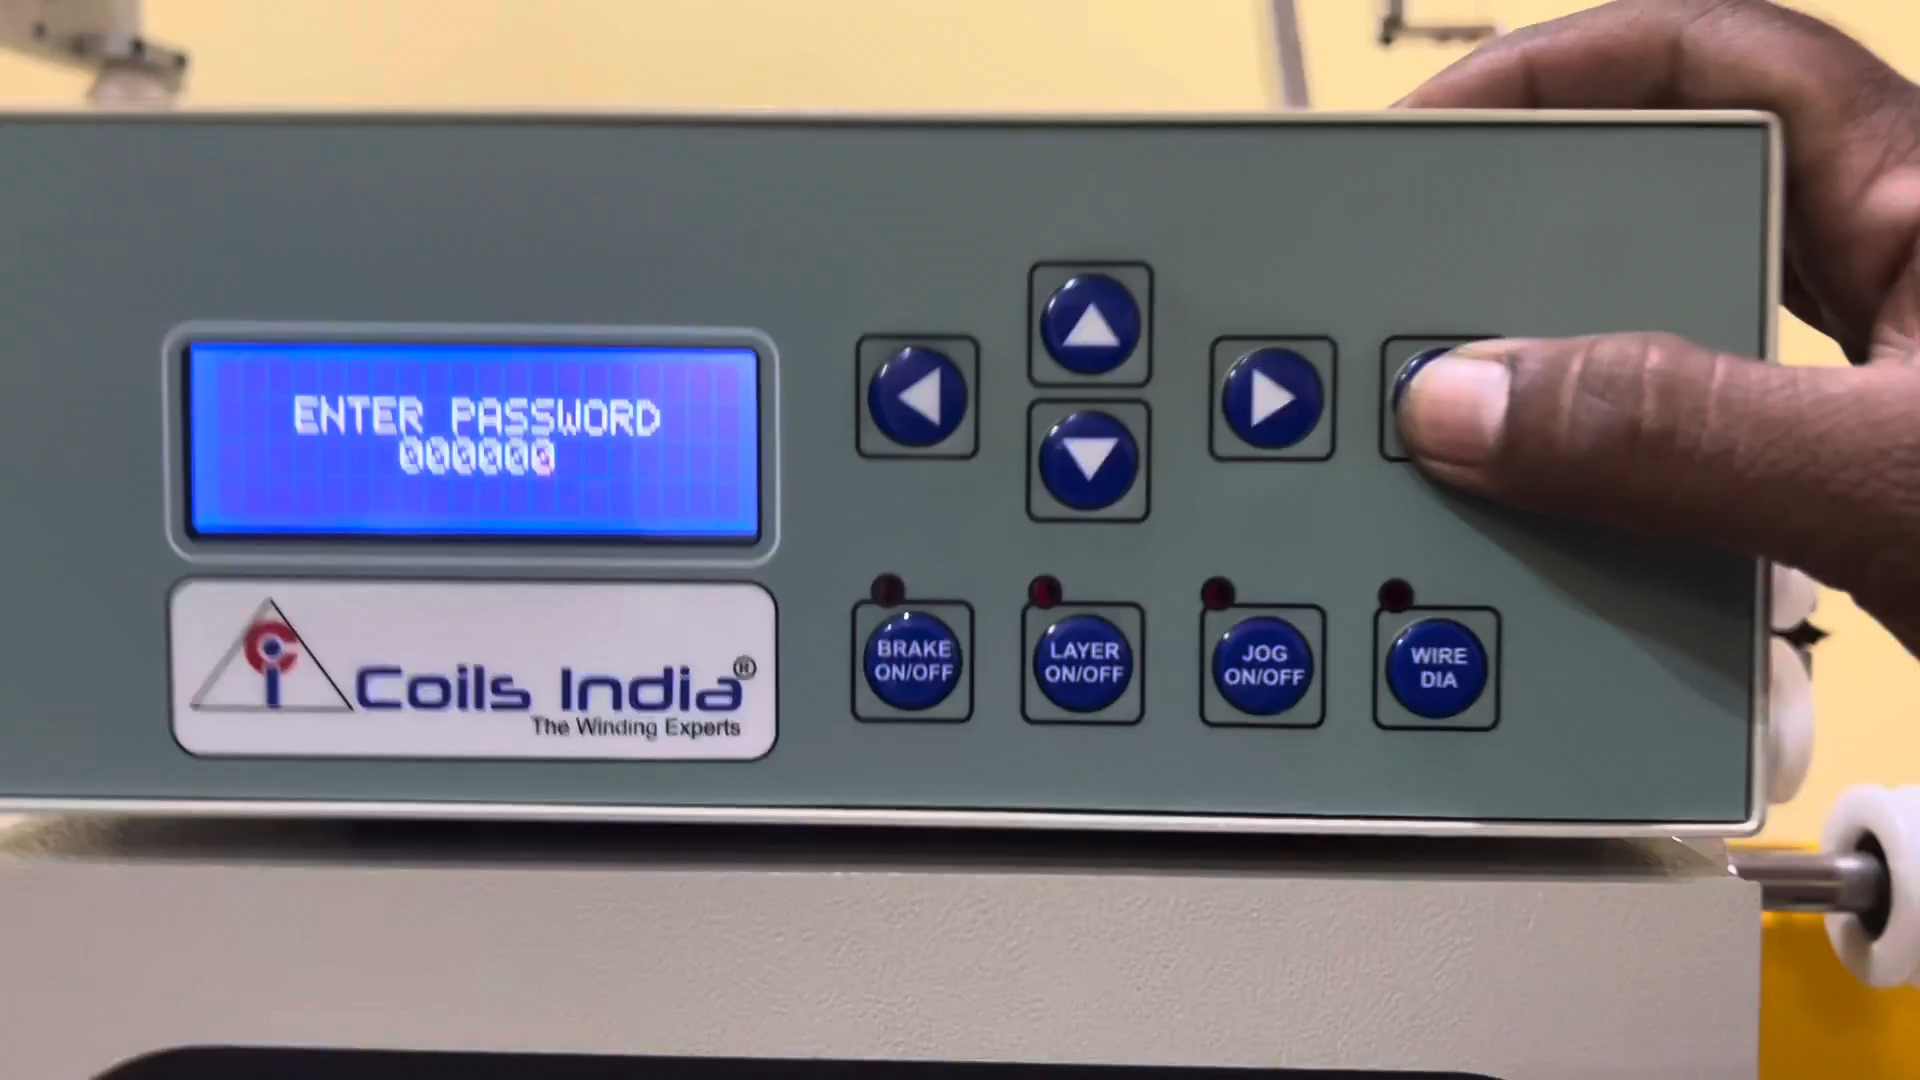 ENTER PASSWORD
000000
Coils India®
The Winding Experts
BRAKE
ON/OFF
LAYER
ON/OFF
JOG
ON/OFF
WIRE
DIA